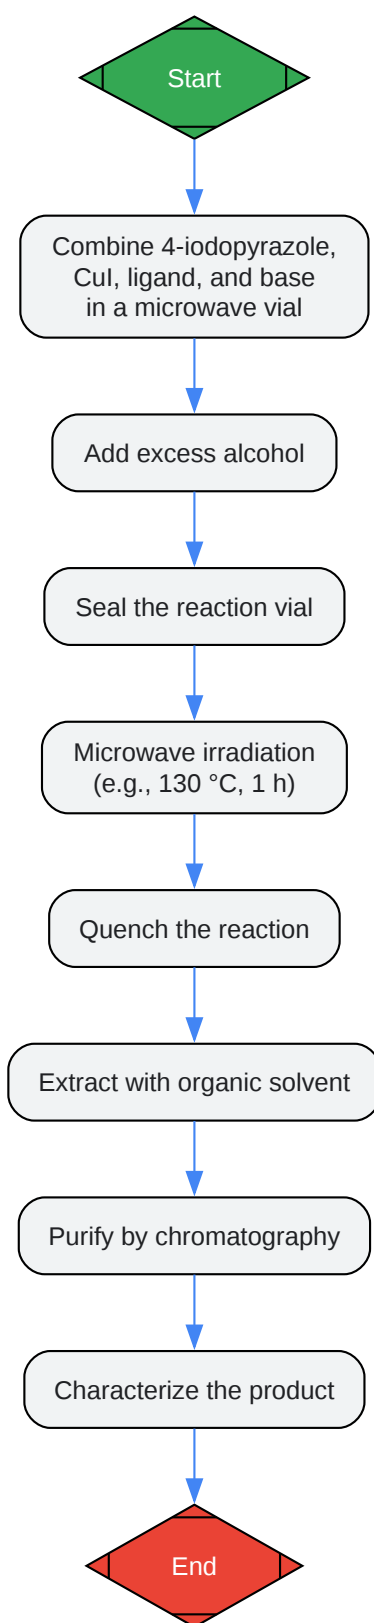 Start
Combine 4-iodopyrazole,
CuI, ligand, and base
in a microwave vial
Add excess alcohol
Seal the reaction vial
Microwave irradiation
(e.g., 130 °C, 1 h)
Quench the reaction
Extract with organic solvent
Purify by chromatography
Characterize the product
End